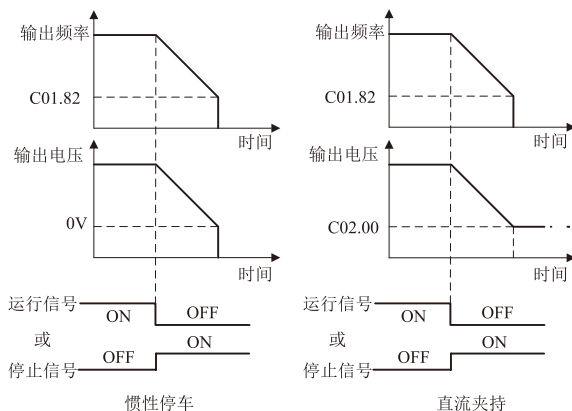 输出频率
C01.82
时间
输出电压
0V
时间
运行信号
ON
OFF
或
停止信号
OFF
ON
惯性停车
输出频率
C01.82
时间
输出电压
C02.00
时间
运行信号
ON
OFF
或
停止信号
OFF
ON
直流夹持